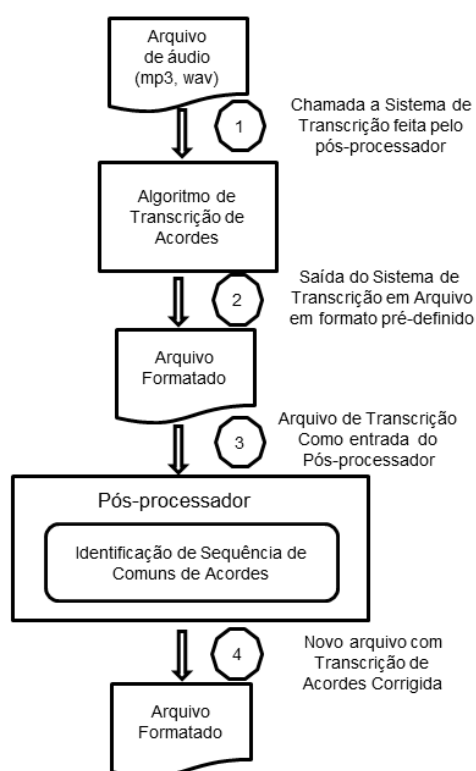 Arquivo
de áudio
(mp3, wav)
1
Chamada a Sistema de
Transcrição feita pelo
pós-processador
Algoritmo de
Transcrição de
Acordes
2
Saída do Sistema de
Transcrição em Arquivo
em formato pré-definido
Arquivo
Formatado
3
Arquivo de Transcrição
Como entrada do
Pós-processador
Pós-processador
Identificação de Sequência de
Comuns de Acordes
4
Novo arquivo com
Transcrição de
Acordes Corrigida
Arquivo
Formatado